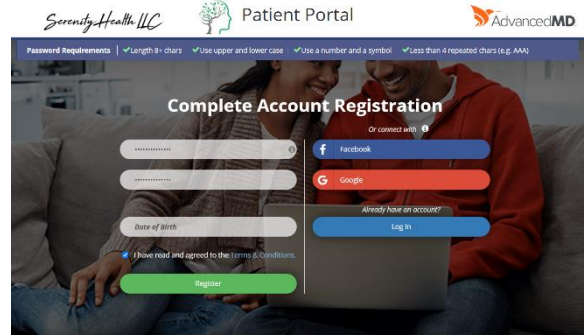 Serenity Health LLC
Patient Portal
AdvancedMD
Password Requirements ✔Length 8+ chars ✔Use upper and lower case ✔Use a number and a symbol ✔Less than 4 repeated chars (e.g. AAA)
Complete Account Registration
Or connect with
Facebook
Google
Already have an account?
Date of Birth
Log In
I have read and agreed to the Terms & Conditions.
Register